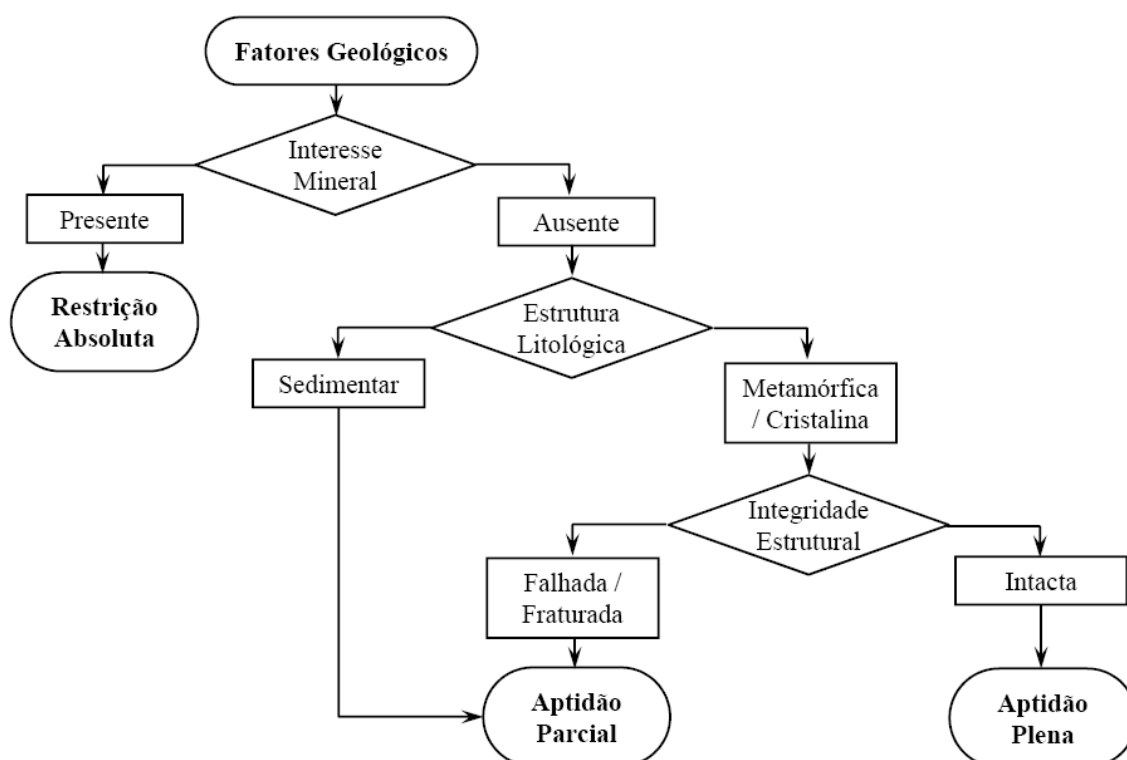 Fatores Geológicos
Interesse
Mineral
Presente
Ausente
Restrição
Absoluta
Estrutura
Litológica
Sedimentar
Metamórfica
/ Cristalina
Integridade
Estrutural
Falhada /
Fraturada
Intacta
Aptidão
Parcial
Aptidão
Plena